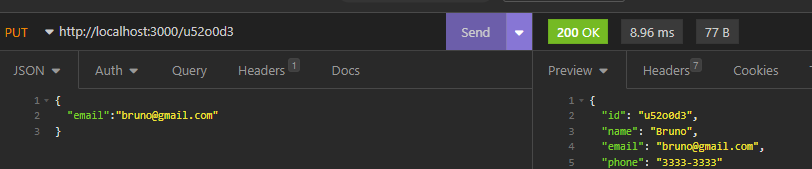 PUT http://localhost:3000/u52o0d3 Send 200 OK 8.96 ms 77 B
JSON Auth Query Headers 1 Docs Preview Headers 7 Cookies
1 {
2 "email":"bruno@gmail.com"
3 }
1 {
2 "id": "u52o0d3",
3 "name": "Bruno",
4 "email": "bruno@gmail.com",
5 "phone": "3333-3333"